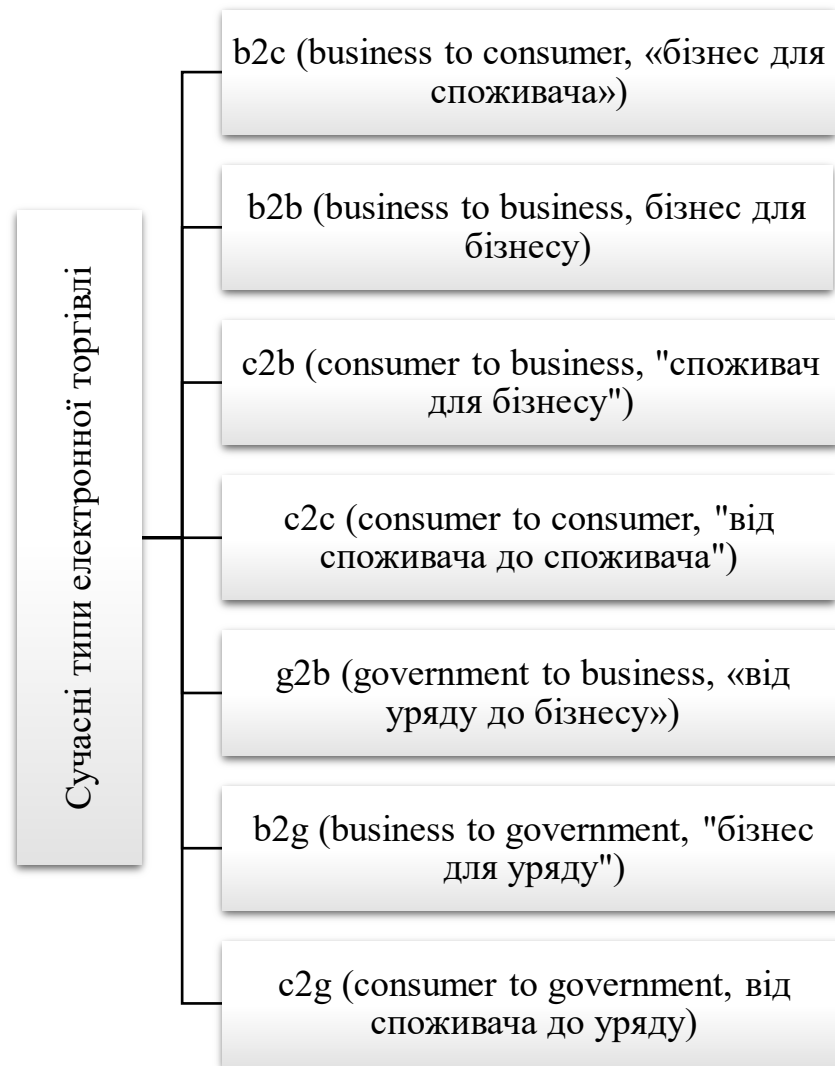 Сучасні типи електронної торгівлі
b2c (business to consumer, «бізнес для
споживача»)
b2b (business to business, бізнес для
бізнесу)
c2b (consumer to business, "споживач
для бізнесу")
c2c (consumer to consumer, "від
споживача до споживача")
g2b (government to business, «від
уряду до бізнесу»)
b2g (business to government, "бізнес
для уряду")
c2g (consumer to government, від
споживача до уряду)